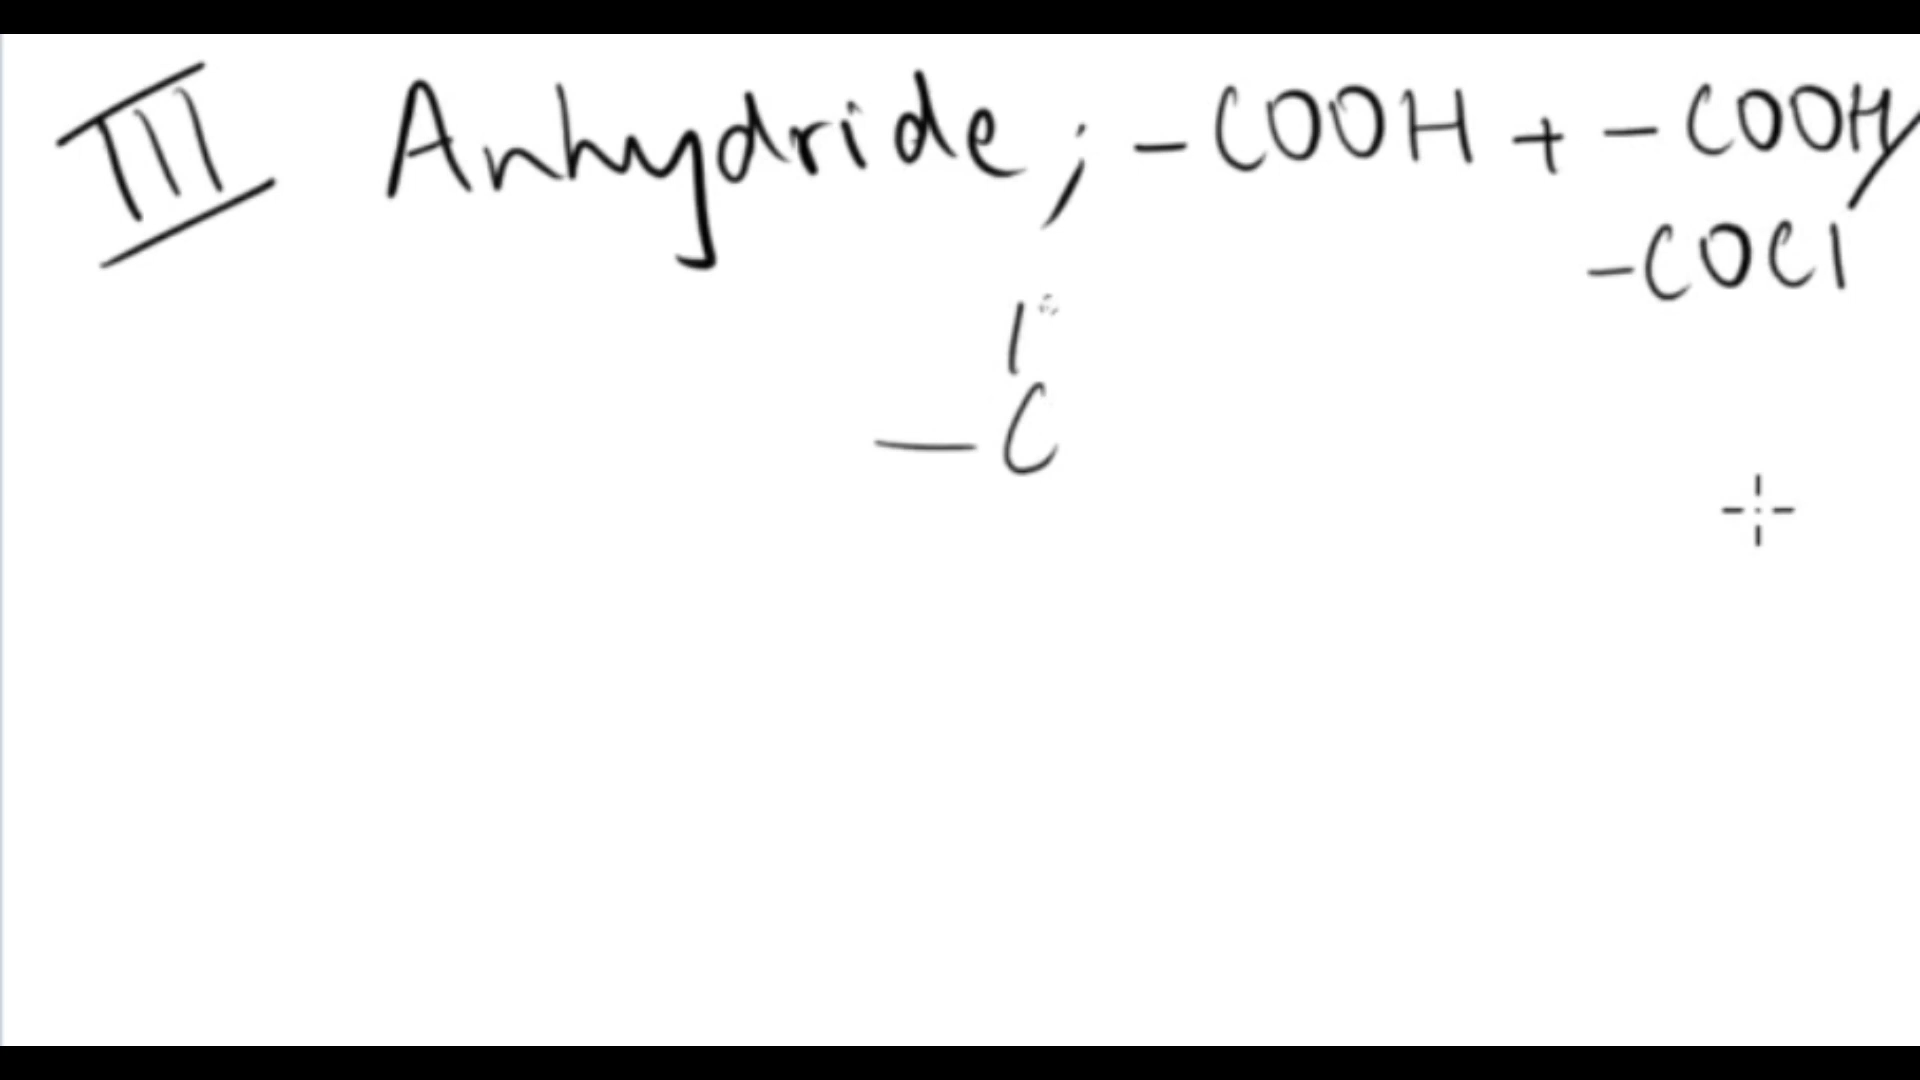 III Anhydride; -COOH + -COOH/
-COCl
-C